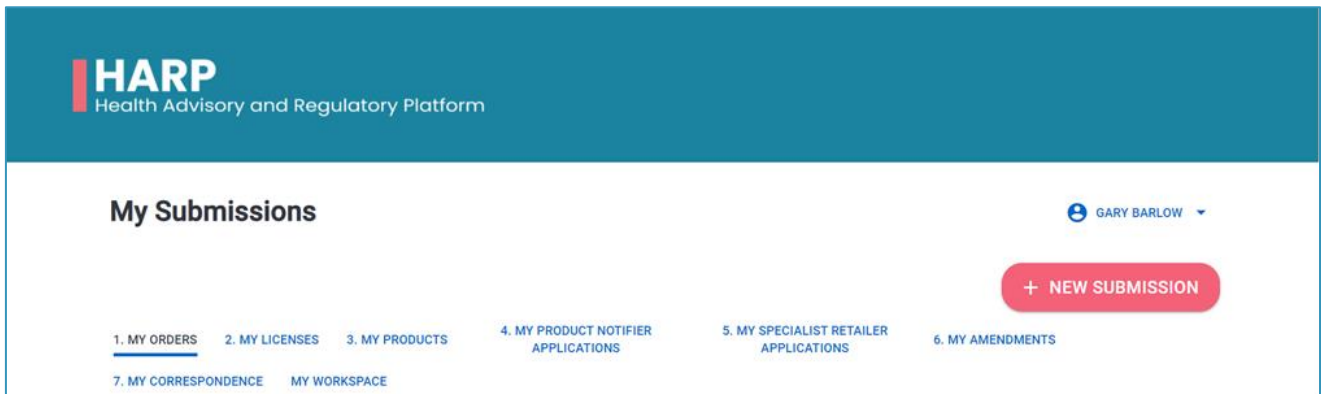 HARP
Health Advisory and Regulatory Platform
My Submissions
GARY BARLOW
+ NEW SUBMISSION
1. MY ORDERS
2. MY LICENSES
3. MY PRODUCTS
4. MY PRODUCT NOTIFIER
APPLICATIONS
5. MY SPECIALIST RETAILER
APPLICATIONS
6. MY AMENDMENTS
7. MY CORRESPONDENCE
MY WORKSPACE